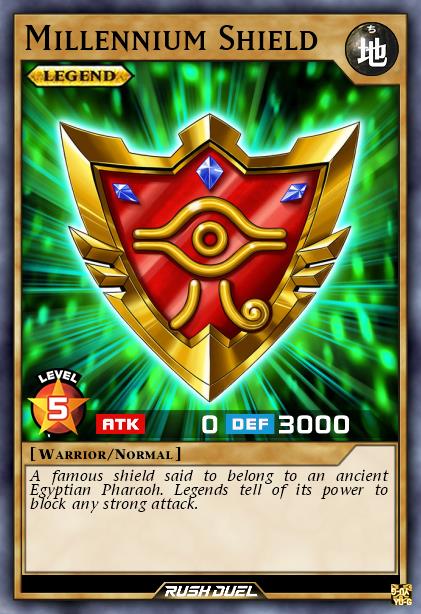 Millennium Shield
ち
地
LEGEND
LEVEL
5
ATK 0 DEF 3000
[Warrior/Normal]
A famous shield said to belong to an ancient
Egyptian Pharaoh. Legends tell of its power to
block any strong attack.
RUSH DUEL